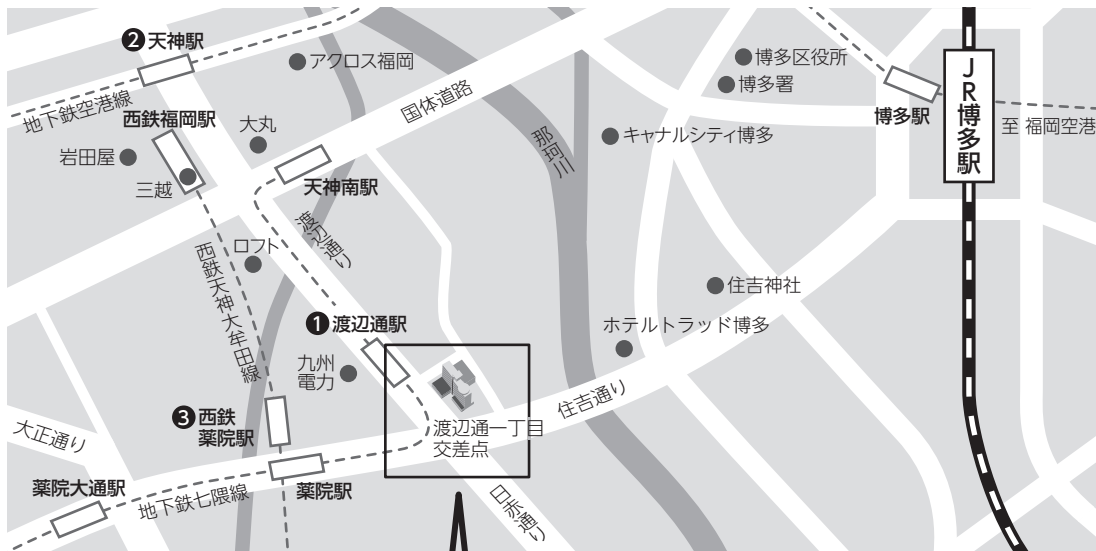 ❷天神駅
アクロス福岡
地下鉄空港線
西鉄福岡駅
大丸
岩田屋
三越
国体道路
天神南駅
渡辺通り
ロフト
西鉄天神大牟田線
那珂川
キャナルシティ博多
博多区役所
博多署
博多駅
JR博多駅
至 福岡空港
住吉神社
ホテルトラッド博多
❶渡辺通駅
九州
電力
渡辺通一丁目
交差点
住吉通り
❸西鉄
薬院駅
大正通り
薬院大通駅
地下鉄七隈線
薬院駅
日赤通り